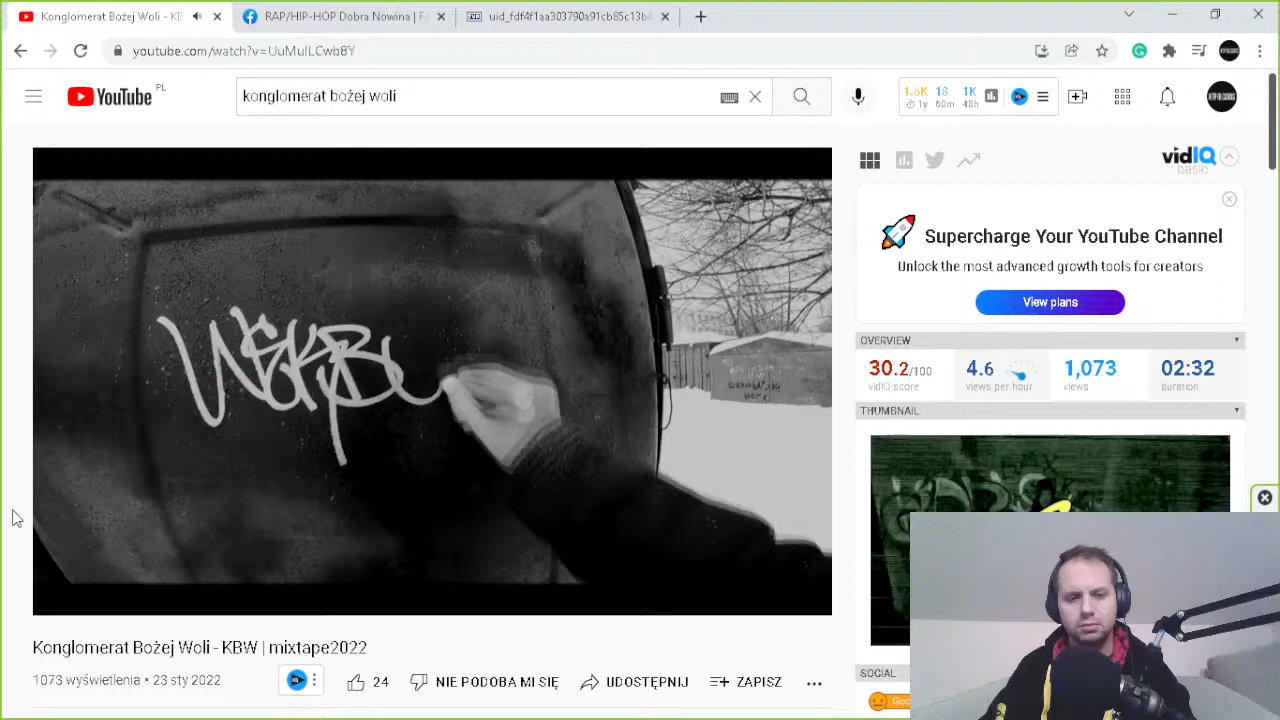 Konglomerat Bożej Woli - KB
RAP/HIP-HOP Dobra Nowina | F
uid_fdf4f1aa303790a91cb85c13b4
youtube.com/watch?v=UuMulLCwb8Y
YouTube PL
konglomerat bożej woli
1.6K 18 1K
1y 60m 48h
KTP RECORDS
vidIQ
basic
Supercharge Your YouTube Channel
Unlock the most advanced growth tools for creators
View plans
OVERVIEW
30.2/100 4.6 1,073 02:32
vidIQ score views per hour views duration
THUMBNAIL
Konglomerat Bożej Woli - KBW | mixtape2022
1073 wyświetlenia • 23 sty 2022
24 NIE PODOBA MI SIĘ UDOSTĘPNIJ ZAPISZ
SOCIAL